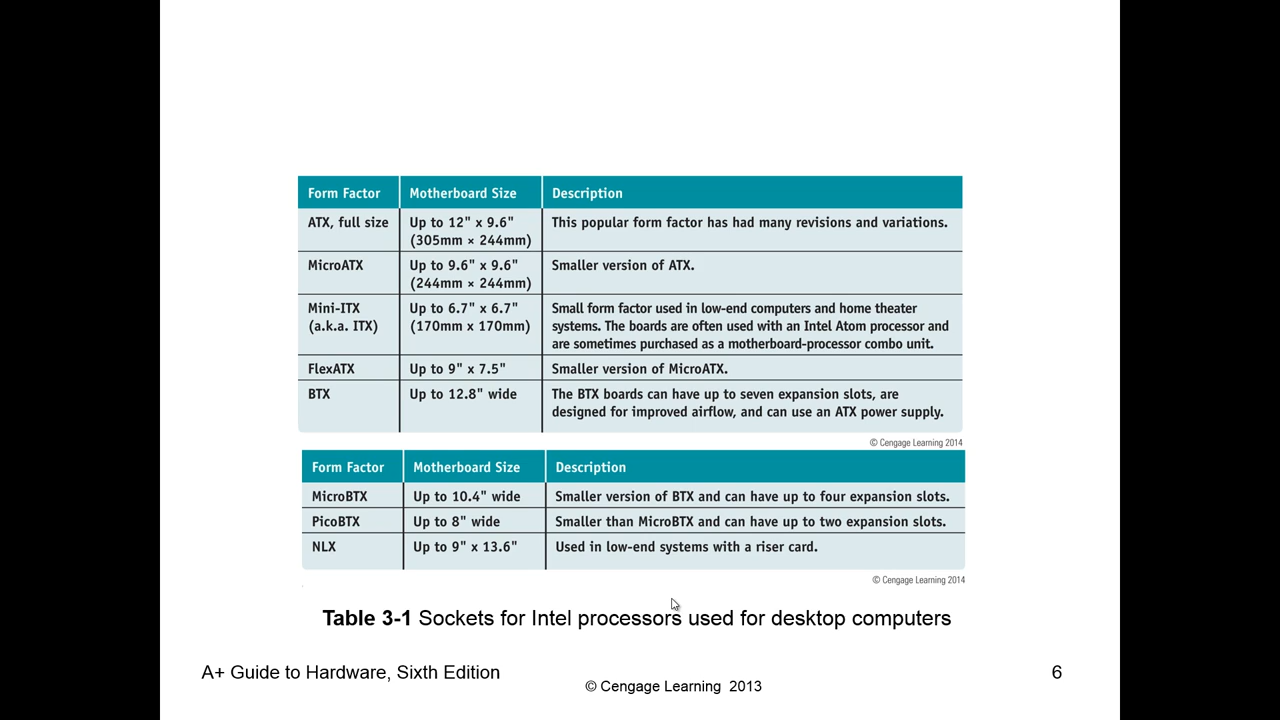 Form Factor Motherboard Size Description
ATX, full size Up to 12" x 9.6" This popular form factor has had many revisions and variations.
(305mm × 244mm)
MicroATX Up to 9.6" x 9.6" Smaller version of ATX.
(244mm × 244mm)
Mini-ITX Up to 6.7" x 6.7" Small form factor used in low-end computers and home theater
(a.k.a. ITX) (170mm x 170mm) systems. The boards are often used with an Intel Atom processor and
are sometimes purchased as a motherboard-processor combo unit.
FlexATX Up to 9" x 7.5" Smaller version of MicroATX.
BTX Up to 12.8" wide The BTX boards can have up to seven expansion slots, are
designed for improved airflow, and can use an ATX power supply.
© Cengage Learning 2014
Form Factor Motherboard Size Description
MicroBTX Up to 10.4" wide Smaller version of BTX and can have up to four expansion slots.
PicoBTX Up to 8" wide Smaller than MicroBTX and can have up to two expansion slots.
NLX Up to 9" x 13.6" Used in low-end systems with a riser card.
© Cengage Learning 2014
Table 3-1 Sockets for Intel processors used for desktop computers
A+ Guide to Hardware, Sixth Edition
© Cengage Learning 2013
6